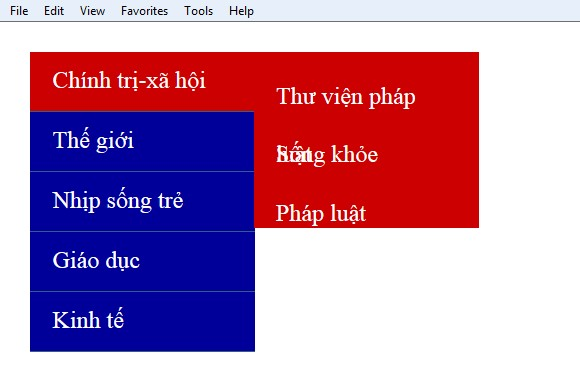 File Edit View Favorites Tools Help
Chính trị-xã hội
Thế giới
Nhịp sống trẻ
Giáo dục
Kinh tế
Thư viện pháp
khỏe
Pháp luật